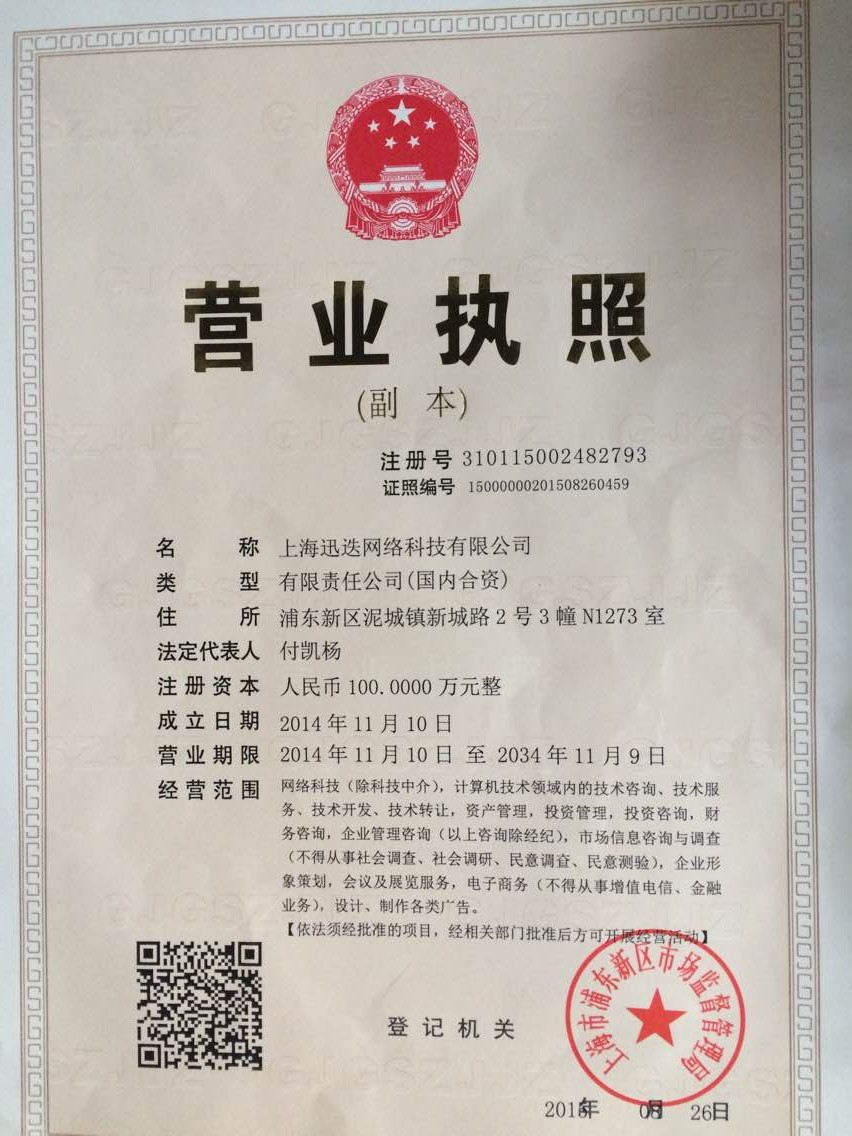 营业执照
(副 本)
注册号 310115002482793
证照编号 15000000201508260459
名 称 上海迅迭网络科技有限公司
类 型 有限责任公司(国内合资)
住 所 浦东新区泥城镇新城路2号3幢N1273室
法定代表人 付凯杨
注册资本 人民币100.0000万元整
成立日期 2014年11月10日
营业期限 2014年11月10日 至 2034年11月9日
经营范围 网络科技（除科技中介），计算机技术领域内的技术咨询、技术服
务、技术开发、技术转让，资产管理，投资管理，投资咨询，财
务咨询，企业管理咨询（以上咨询除经纪），市场信息咨询与调查
（不得从事社会调查、社会调研、民意调查、民意测验），企业形
象策划，会议及展览服务，电子商务（不得从事增值电信、金融
业务），设计、制作各类广告。
【依法须经批准的项目，经相关部门批准后方可开展经营活动】
上海市浦东新区市场监督管理局
登记机关
2015年 08月 26日